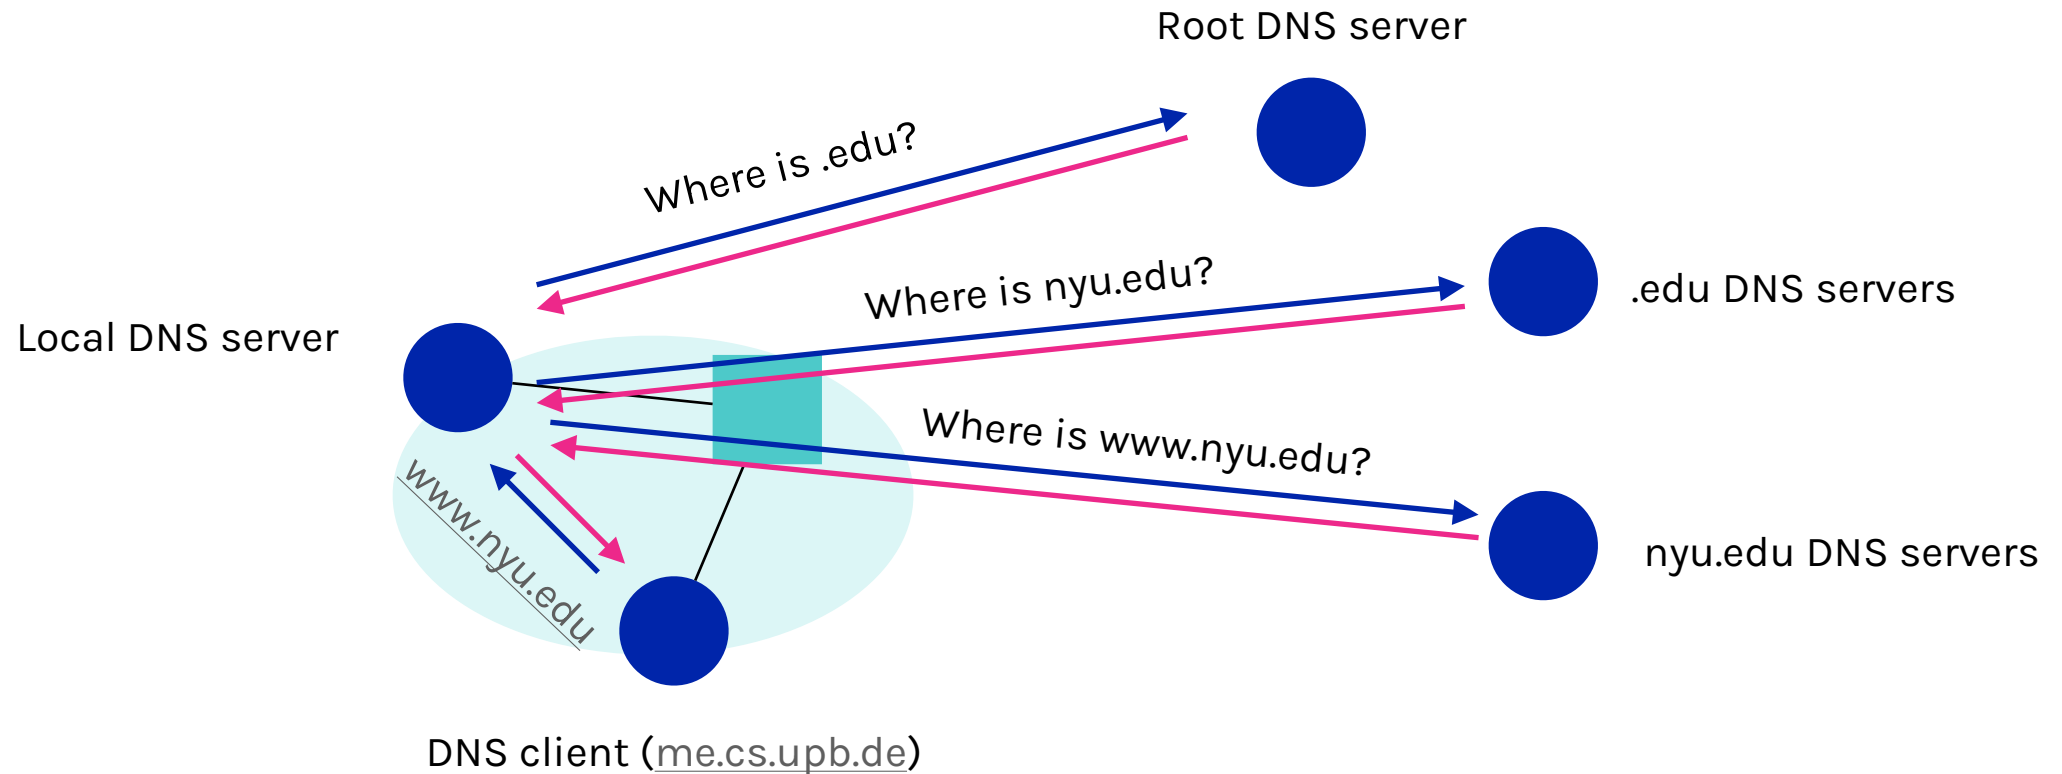 Root DNS server
Where is .edu?
Where is nyu.edu?
.edu DNS servers
Local DNS server
Where is www.nyu.edu?
www.nyu.edu
nyu.edu DNS servers
DNS client (me.cs.upb.de)